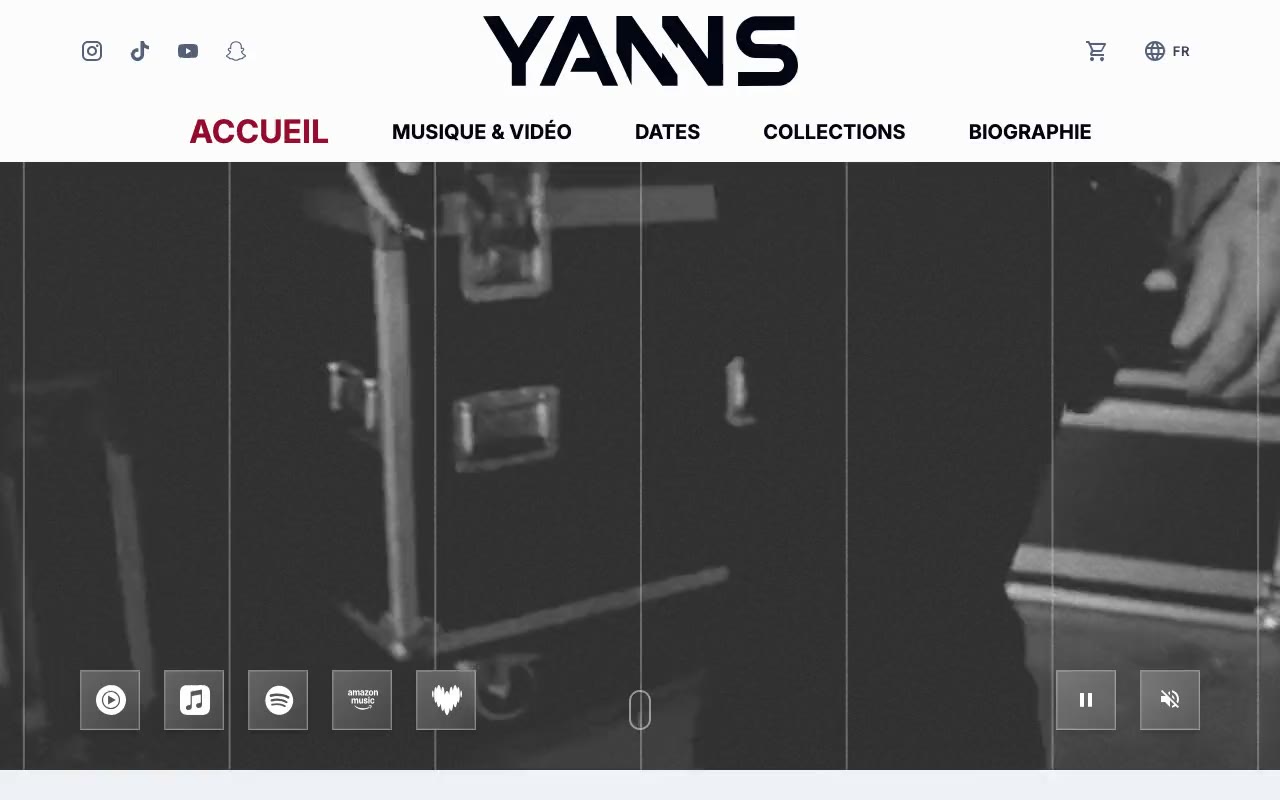 YANNS
FR
ACCUEIL
MUSIQUE & VIDÉO
DATES
COLLECTIONS
BIOGRAPHIE
amazon
music